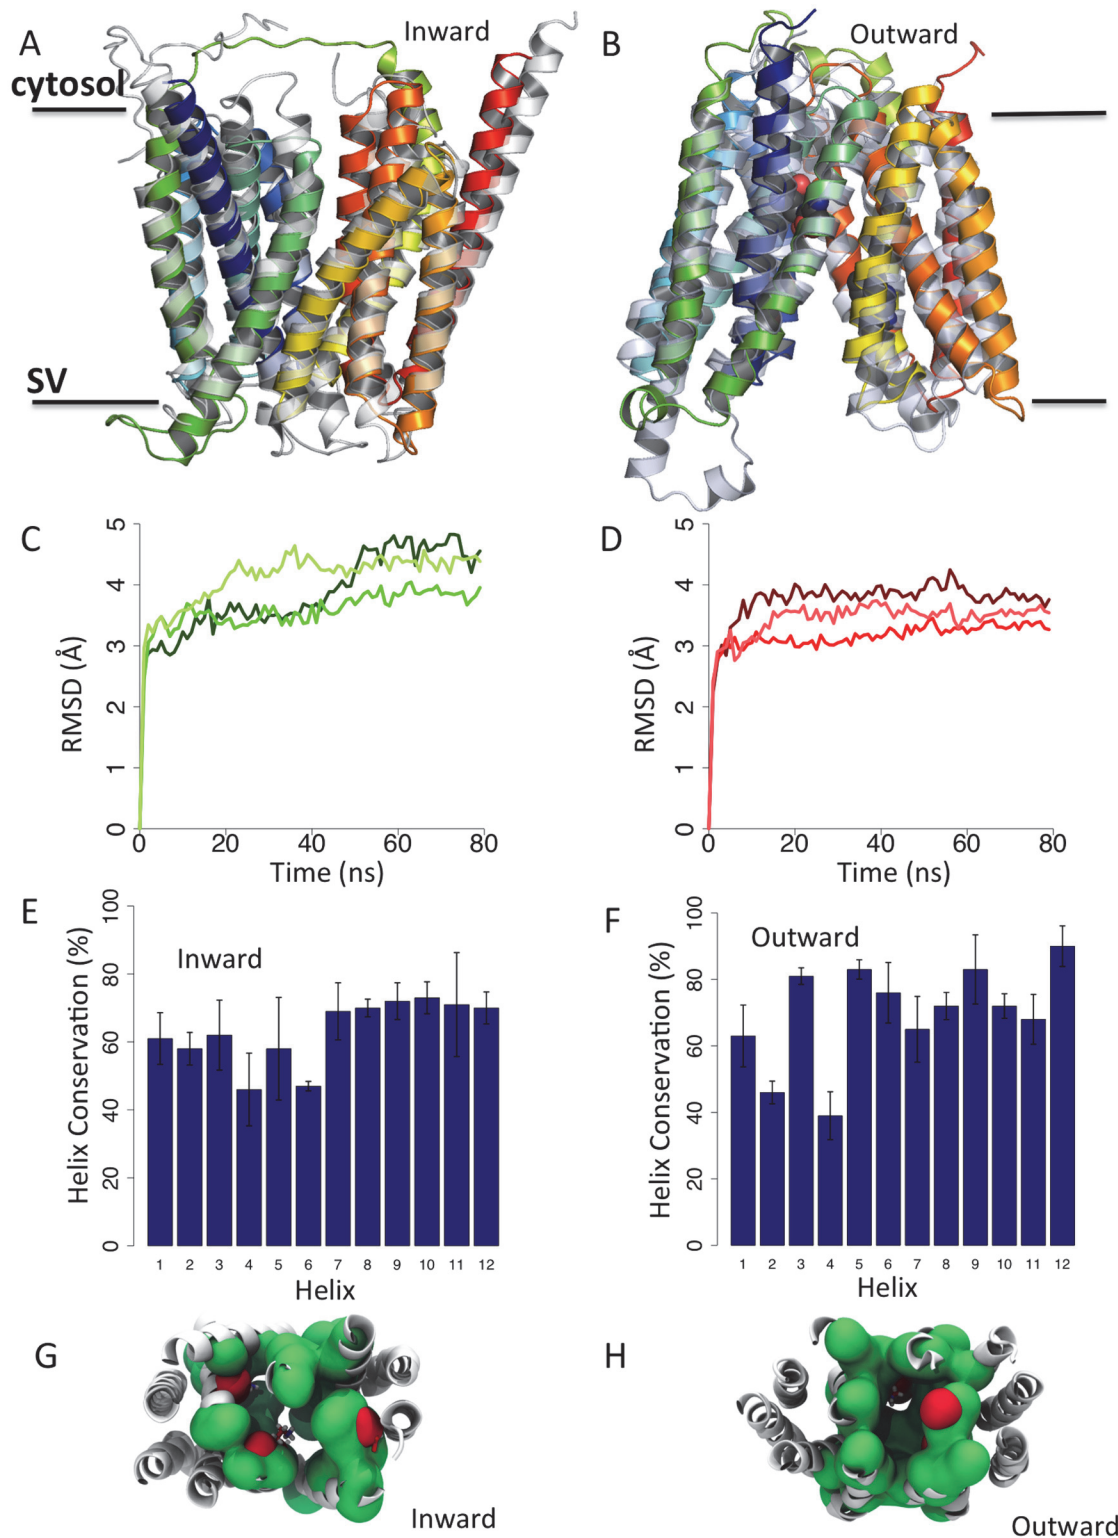 A
Inward
cytosol
SV
B
Outward
C
RMSD (Å)
0 1 2 3 4 5
0 20 40 60 80
Time (ns)
D
RMSD (Å)
0 1 2 3 4 5
0 20 40 60 80
Time (ns)
E
Inward
Helix Conservation (%)
0 20 40 60 80 100
1 2 3 4 5 6 7 8 9 10 11 12
Helix
F
Outward
Helix Conservation (%)
0 20 40 60 80 100
1 2 3 4 5 6 7 8 9 10 11 12
Helix
G
Inward
H
Outward